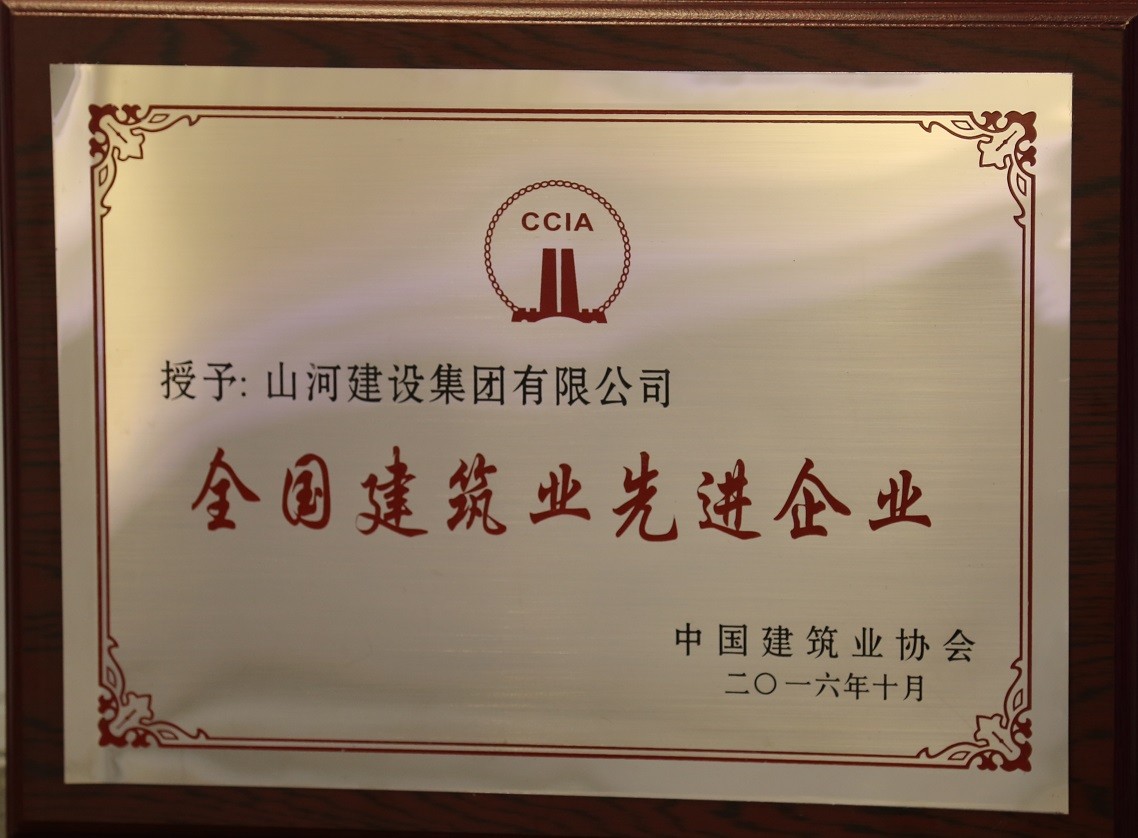 CCIA
授予: 山河建设集团有限公司
全国建筑业先进企业
中国建筑业协会
二〇一六年十月